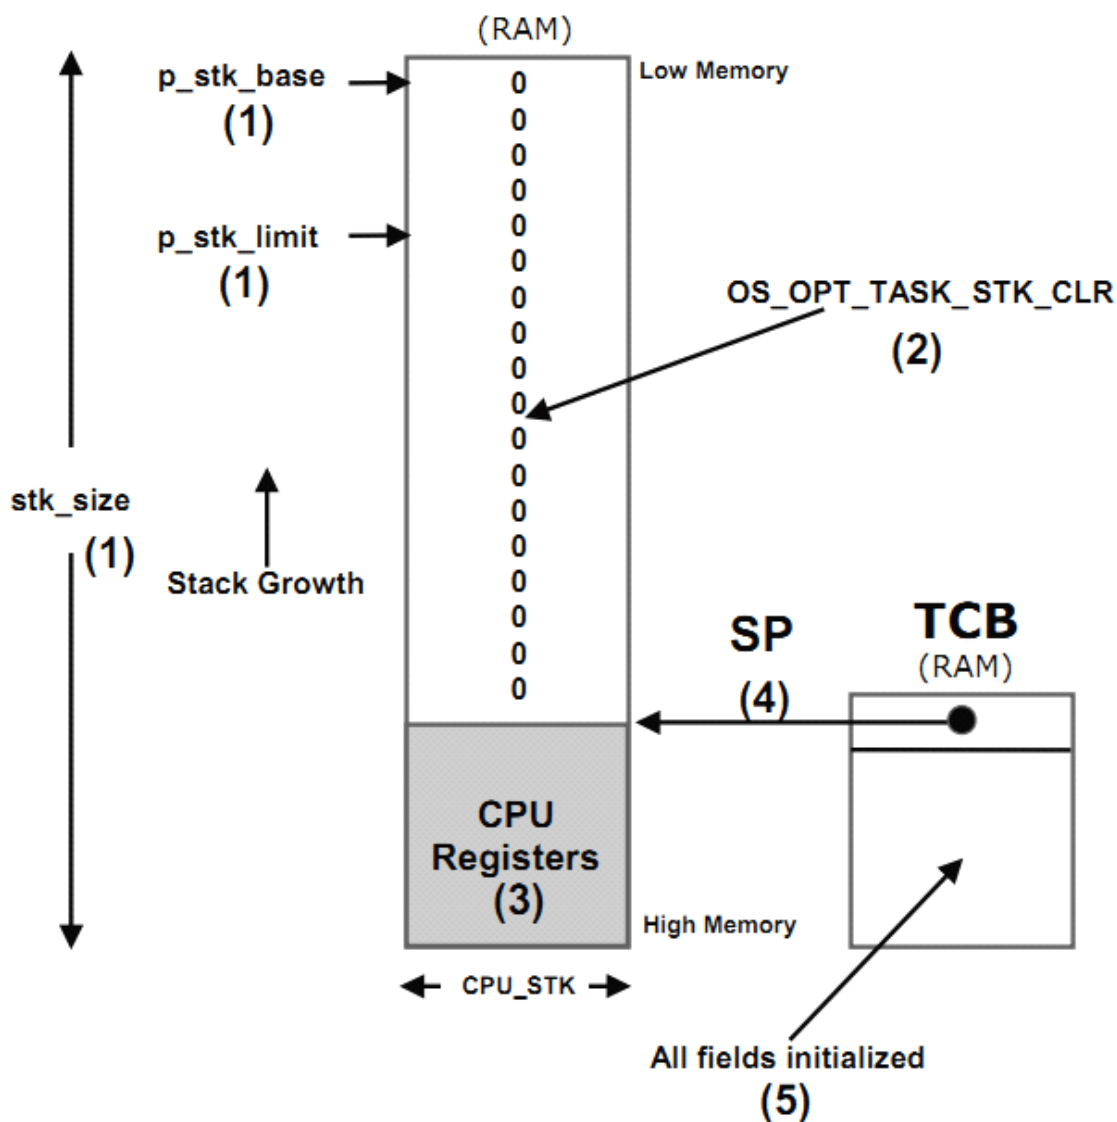 (RAM)
Low Memory
p_stk_base
(1)
0
0
0
0
p_stk_limit
(1)
0
0
0
0
0
0
0
0
0
0
0
0
0
0
OS_OPT_TASK_STK_CLR
(2)
stk_size
(1)
Stack Growth
SP
(4)
TCB
(RAM)
CPU
Registers
(3)
High Memory
CPU_STK
All fields initialized
(5)